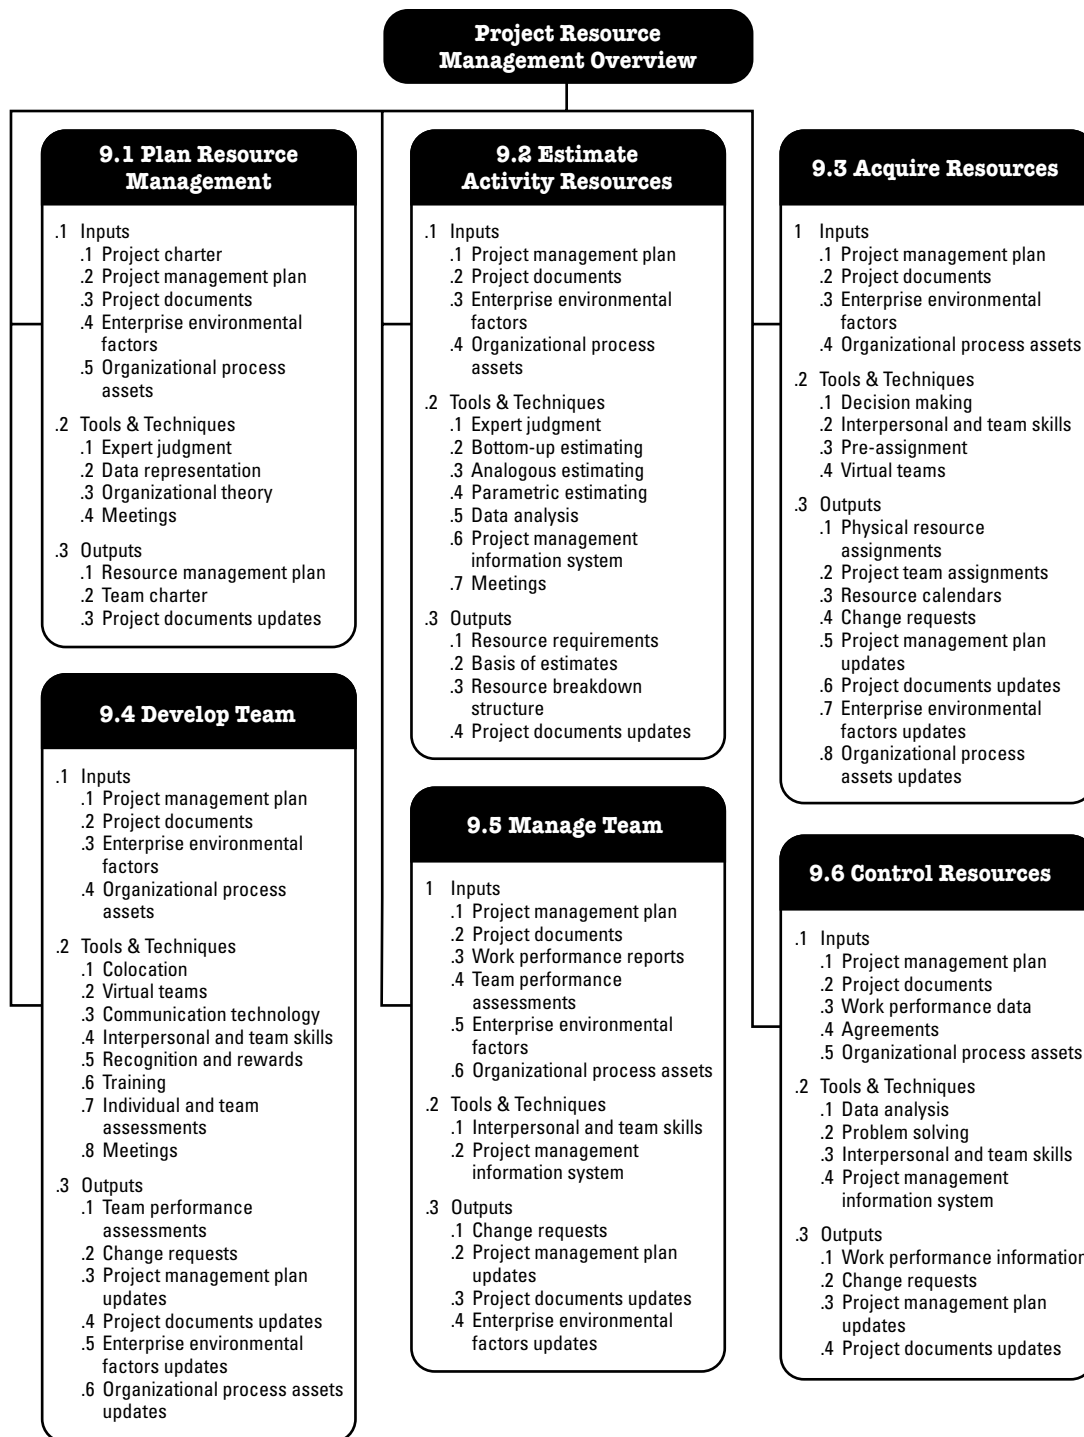 Project Resource
Management Overview
9.1 Plan Resource
Management
.1 Inputs
.1 Project charter
.2 Project management plan
.3 Project documents
.4 Enterprise environmental
factors
.5 Organizational process
assets
.2 Tools & Techniques
.1 Expert judgment
.2 Data representation
.3 Organizational theory
.4 Meetings
.3 Outputs
.1 Resource management plan
.2 Team charter
.3 Project documents updates
9.2 Estimate
Activity Resources
.1 Inputs
.1 Project management plan
.2 Project documents
.3 Enterprise environmental
factors
.4 Organizational process
assets
.2 Tools & Techniques
.1 Expert judgment
.2 Bottom-up estimating
.3 Analogous estimating
.4 Parametric estimating
.5 Data analysis
.6 Project management
information system
.7 Meetings
.3 Outputs
.1 Resource requirements
.2 Basis of estimates
.3 Resource breakdown
structure
.4 Project documents updates
9.3 Acquire Resources
1 Inputs
.1 Project management plan
.2 Project documents
.3 Enterprise environmental
factors
.4 Organizational process assets
.2 Tools & Techniques
.1 Decision making
.2 Interpersonal and team skills
.3 Pre-assignment
.4 Virtual teams
.3 Outputs
.1 Physical resource
assignments
.2 Project team assignments
.3 Resource calendars
.4 Change requests
.5 Project management plan
updates
.6 Project documents updates
.7 Enterprise environmental
factors updates
.8 Organizational process
assets updates
9.4 Develop Team
.1 Inputs
.1 Project management plan
.2 Project documents
.3 Enterprise environmental
factors
.4 Organizational process
assets
.2 Tools & Techniques
.1 Colocation
.2 Virtual teams
.3 Communication technology
.4 Interpersonal and team skills
.5 Recognition and rewards
.6 Training
.7 Individual and team
assessments
.8 Meetings
.3 Outputs
.1 Team performance
assessments
.2 Change requests
.3 Project management plan
updates
.4 Project documents updates
.5 Enterprise environmental
factors updates
.6 Organizational process assets
updates
9.5 Manage Team
1 Inputs
.1 Project management plan
.2 Project documents
.3 Work performance reports
.4 Team performance
assessments
.5 Enterprise environmental
factors
.6 Organizational process assets
.2 Tools & Techniques
.1 Interpersonal and team skills
.2 Project management
information system
.3 Outputs
.1 Change requests
.2 Project management plan
updates
.3 Project documents updates
.4 Enterprise environmental
factors updates
9.6 Control Resources
.1 Inputs
.1 Project management plan
.2 Project documents
.3 Work performance data
.4 Agreements
.5 Organizational process assets
.2 Tools & Techniques
.1 Data analysis
.2 Problem solving
.3 Interpersonal and team skills
.4 Project management
information system
.3 Outputs
.1 Work performance information
.2 Change requests
.3 Project management plan
updates
.4 Project documents updates